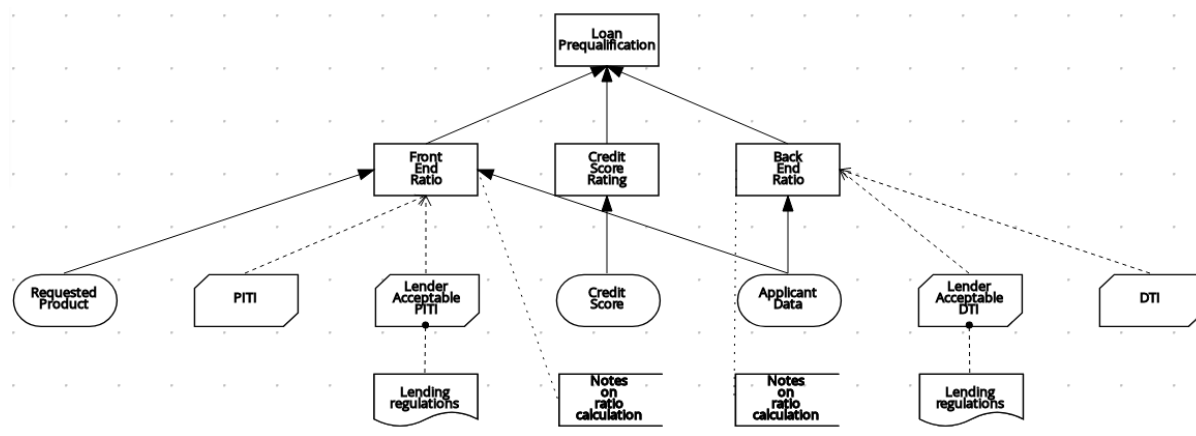 Loan
Prequalification
Front
End
Ratio
Credit
Score
Rating
Back
End
Ratio
Requested
Product
PITI
Lender
Acceptable
PITI
Credit
Score
Applicant
Data
Lender
Acceptable
DTI
DTI
Lending
regulations
Notes
on
ratio
calculation
Notes
on
ratio
calculation
Lending
regulations